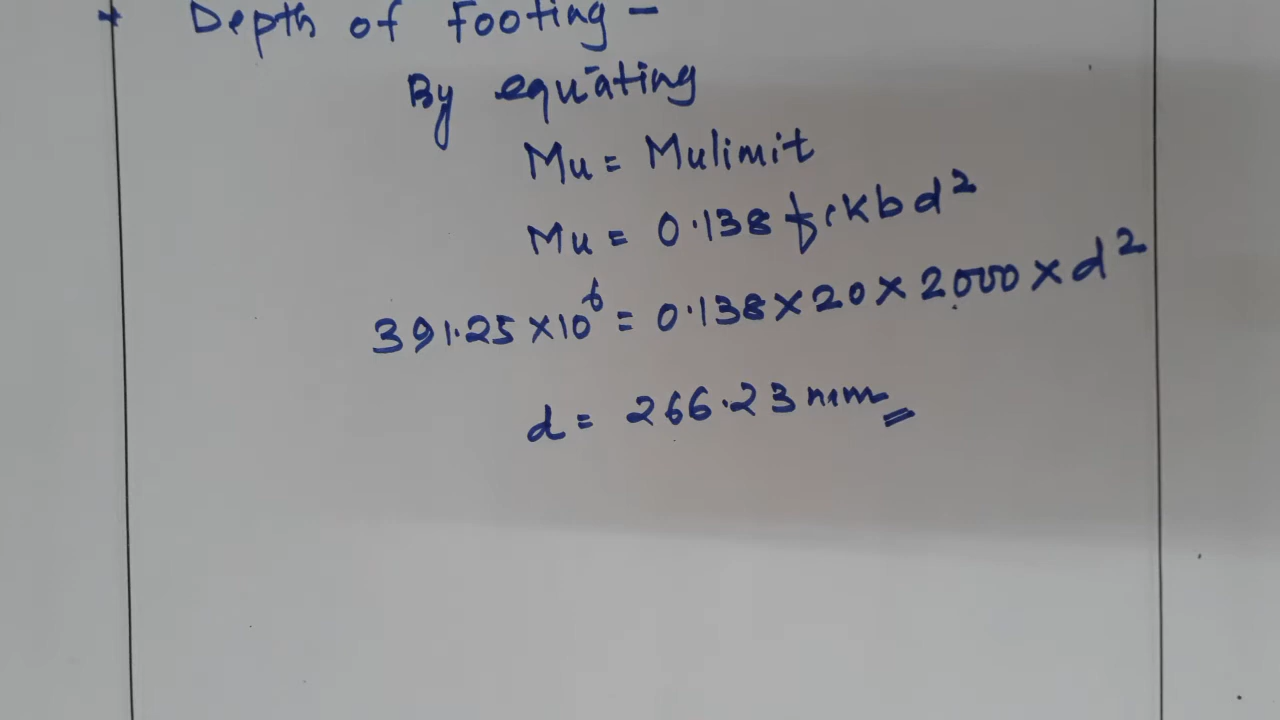 * Depth of Footing -
By equating
Mu = Mulimit
Mu = 0.138 fck b d²
391.25 × 10⁶ = 0.138 × 20 × 2000 × d²
d = 266.23 mm